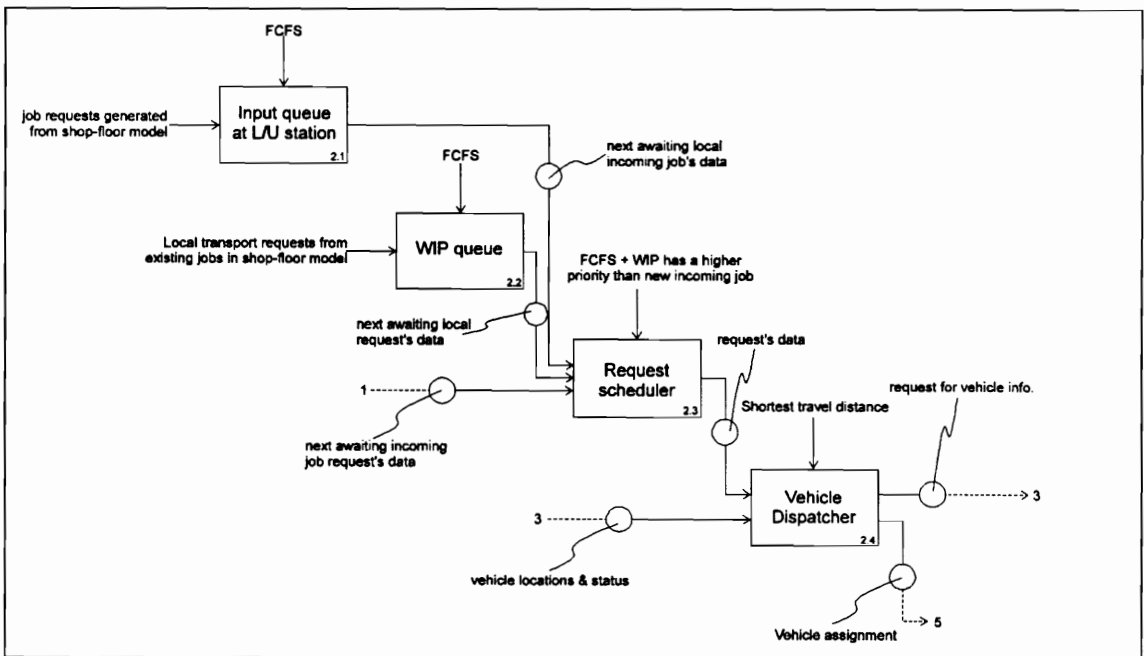 FCFS
job requests generated
from shop-floor model
Input queue
at L/U station
2.1
next awaiting local
incoming job's data
FCFS
Local transport requests from
existing jobs in shop-floor model
WIP queue
2.2
FCFS + WIP has a higher
priority than new incoming job
next awaiting local
request's data
request's data
Request
scheduler
2.3
request for vehicle info.
1
Shortest travel distance
next awaiting incoming
job request's data
Vehicle
Dispatcher
2.4
3
3
vehicle locations & status
5
Vehicle assignment